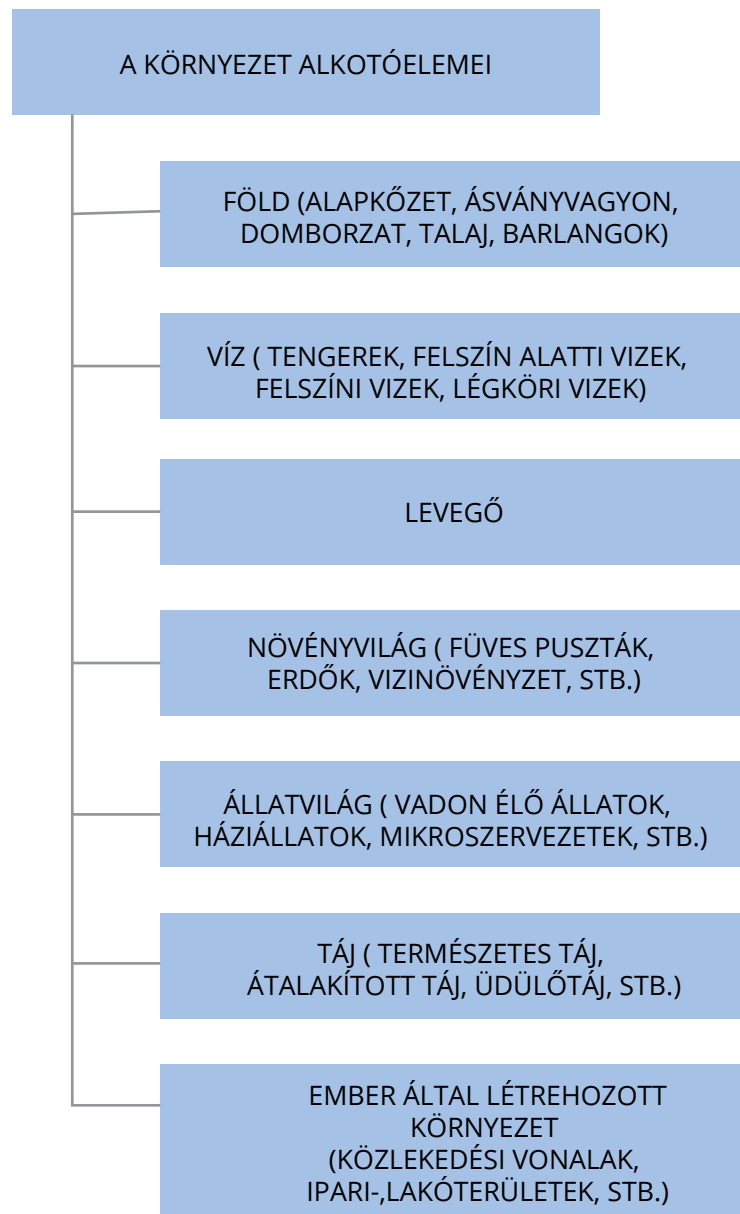 A KÖRNYEZET ALKOTÓELEMEI
FÖLD (ALAPKŐZET, ÁSVÁNYVAGYON,
DOMBORZAT, TALAJ, BARLANGOK)
VÍZ ( TENGEREK, FELSZÍN ALATTI VIZEK,
FELSZÍNI VIZEK, LÉGKÖRI VIZEK)
LEVEGŐ
NÖVÉNYVILÁG ( FÜVES PUSZTÁK,
ERDŐK, VIZINÖVÉNYZET, STB.)
ÁLLATVILÁG ( VADON ÉLŐ ÁLLATOK,
HÁZIÁLLATOK, MIKROSZERVEZETEK, STB.)
TÁJ ( TERMÉSZETES TÁJ,
ÁTALAKÍTOTT TÁJ, ÜDÜLŐTÁJ, STB.)
EMBER ÁLTAL LÉTREHOZOTT
KÖRNYEZET
(KÖZLEKEDÉSI VONALAK,
IPARI-,LAKÓTERÜLETEK, STB.)